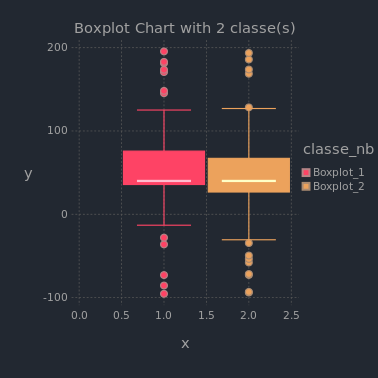 Boxplot Chart with 2 classe(s)
200
100
0
-100
y
0.0 0.5 1.0 1.5 2.0 2.5
x
classe_nb
Boxplot_1
Boxplot_2